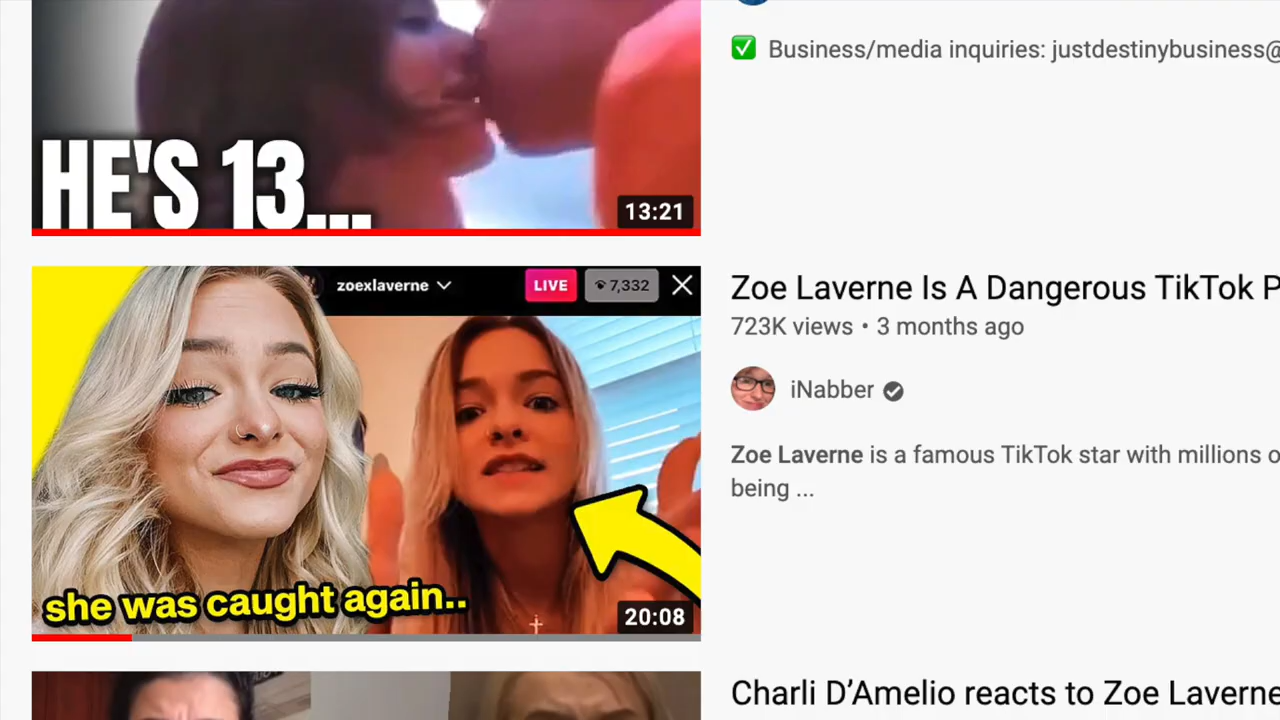 Business/media inquiries: justdestinybusiness@
HE'S 13...
13:21
zoexlaverne
LIVE
7,332
she was caught again..
20:08
Zoe Laverne Is A Dangerous TikTok P
723K views • 3 months ago
iNabber
Zoe Laverne is a famous TikTok star with millions o
being ...
Charli D’Amelio reacts to Zoe Laverne